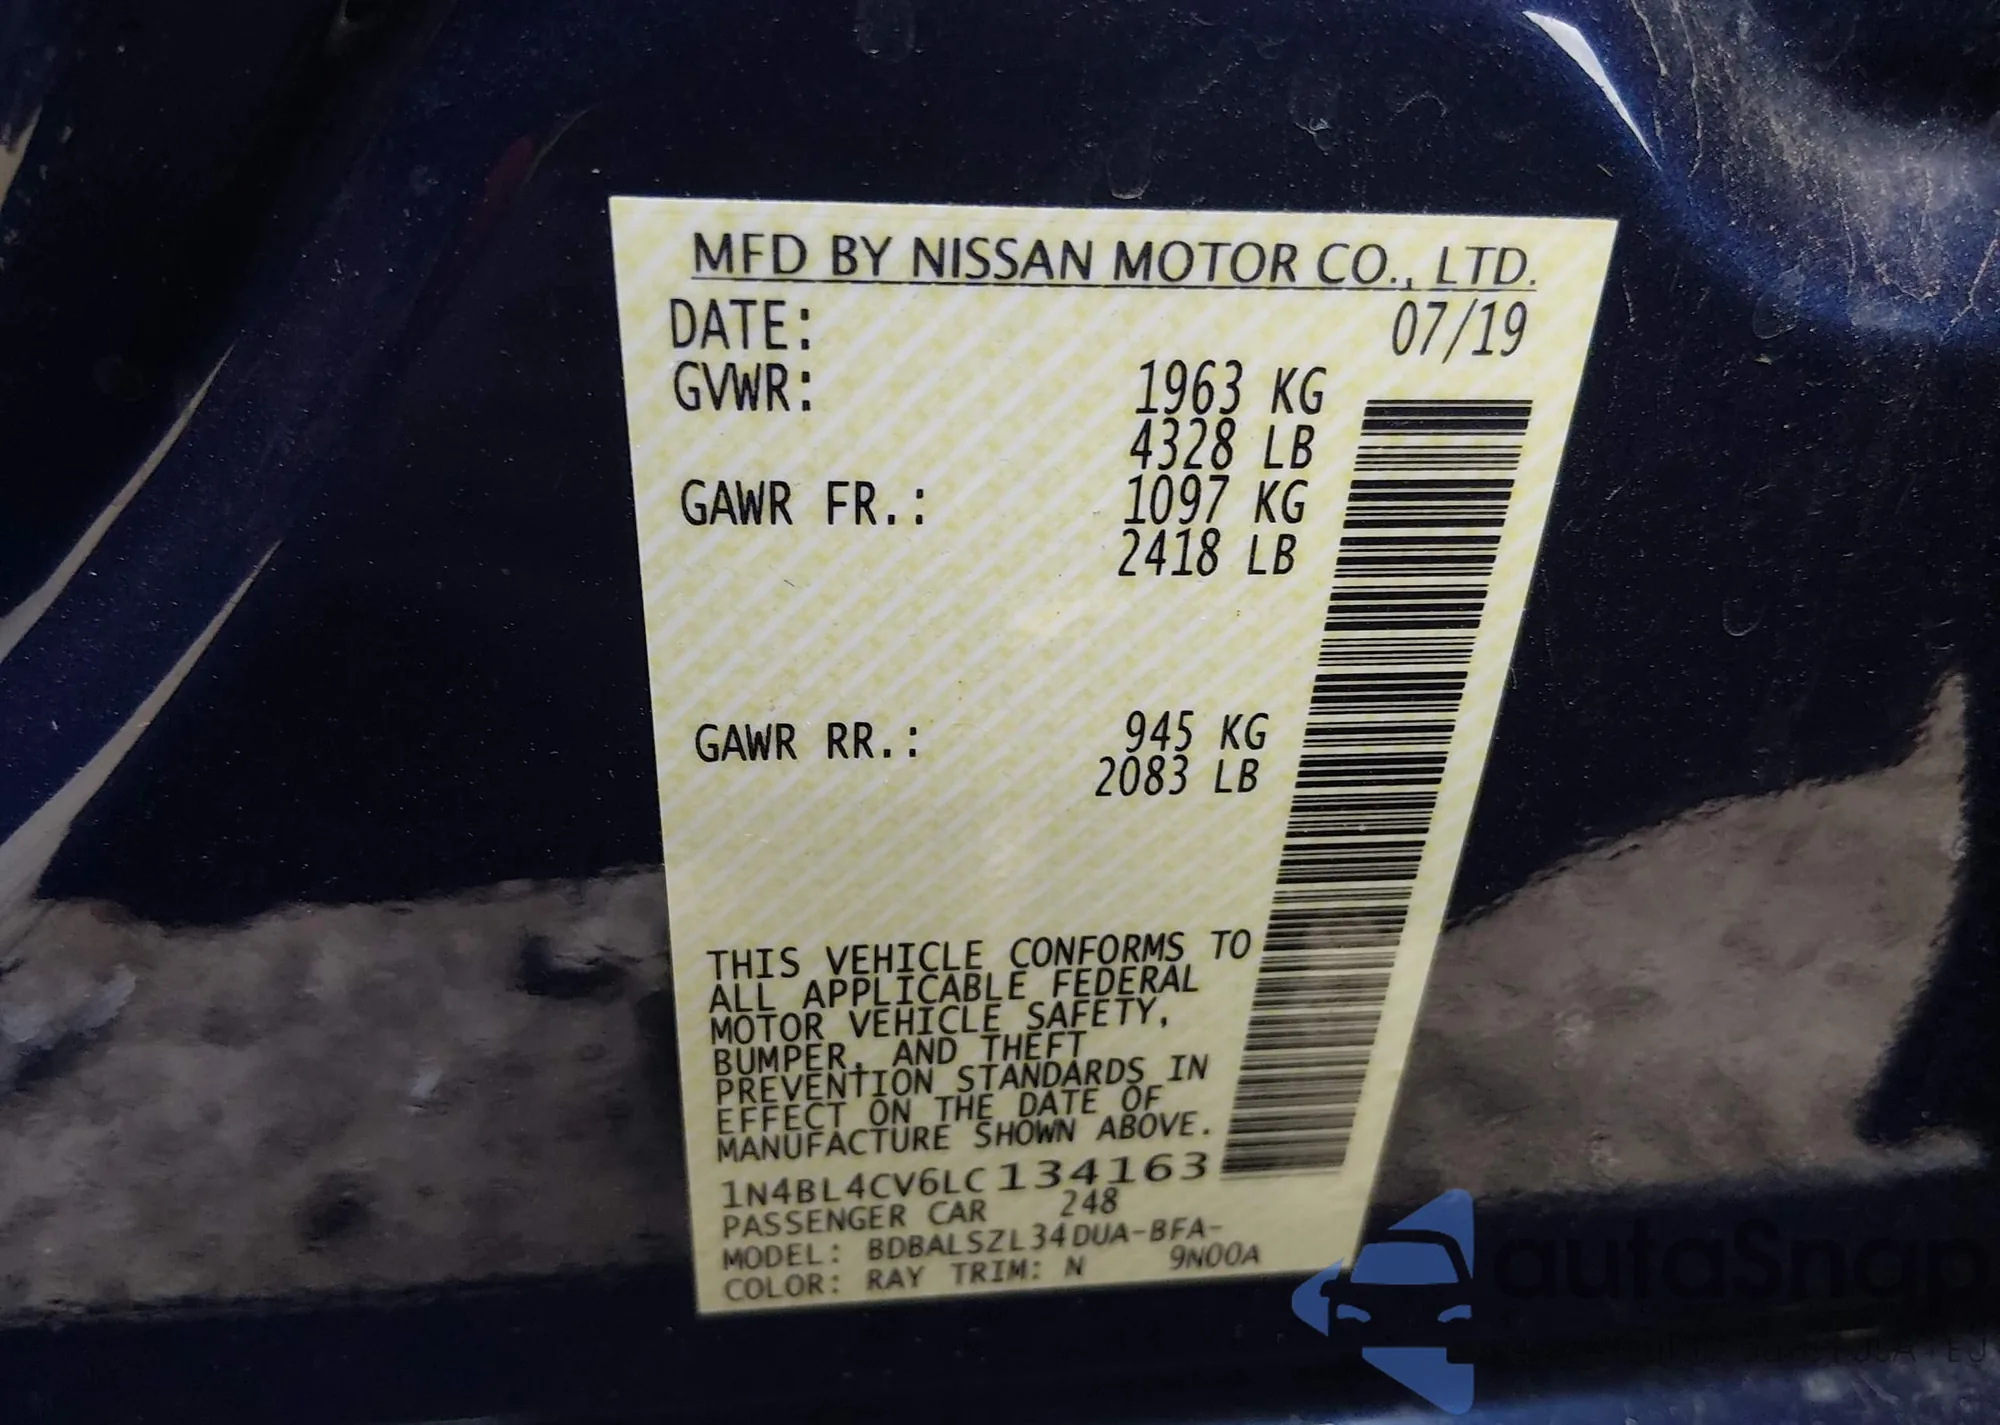 MFD BY NISSAN MOTOR CO., LTD.
DATE: 07/19
GVWR: 1963 KG
4328 LB
GAWR FR.: 1097 KG
2418 LB
GAWR RR.: 945 KG
2083 LB
THIS VEHICLE CONFORMS TO
ALL APPLICABLE FEDERAL
MOTOR VEHICLE SAFETY,
BUMPER, AND THEFT
PREVENTION STANDARDS IN
EFFECT ON THE DATE OF
MANUFACTURE SHOWN ABOVE.
1N4BL4CV6LC134163
PASSENGER CAR 248
MODEL: BDBALSZL34DUA-BFA-
COLOR: RAY TRIM: N 9N00A
autaSnap